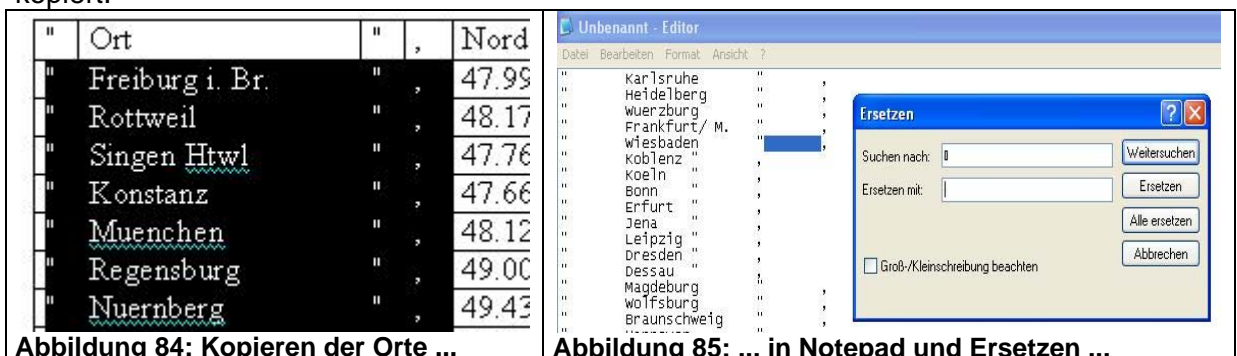 kopiert.
" Ort " , Nord
" Freiburg i. Br. " , 47.99
" Rottweil " , 48.17
" Singen Htwl " , 47.76
" Konstanz " , 47.66
" Muenchen " , 48.12
" Regensburg " , 49.00
" Nuernberg " , 49.43
Abbildung 84: Kopieren der Orte ...
Unbenannt - Editor
Datei Bearbeiten Format Ansicht ?
" Karlsruhe " ,
" Heidelberg " ,
" Wuerzburg " ,
" Frankfurt/ M. " ,
" Wiesbaden " ,
" Koblenz " ,
" Koeln " ,
" Bonn " ,
" Erfurt " ,
" Jena " ,
" Leipzig " ,
" Dresden " ,
" Dessau " ,
" Magdeburg " ,
" Wolfsburg " ,
" Braunschweig " ,
Ersetzen
Suchen nach:
Weitersuchen
Ersetzen mit:
Ersetzen
Alle ersetzen
Abbrechen
Groß-/Kleinschreibung beachten
Abbildung 85: ... in Notepad und Ersetzen ...